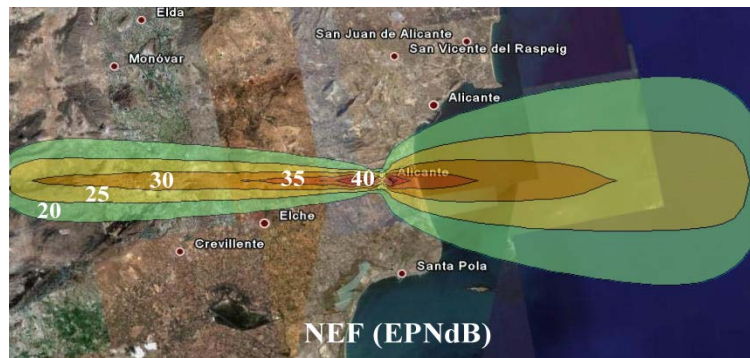 Elda
San Juan de Alicante
San Vicente del Raspeig
Monóvar
Alicante
Alicante
20 25 30 35 40
Elche
Crevillente
Santa Pola
NEF (EPNdB)